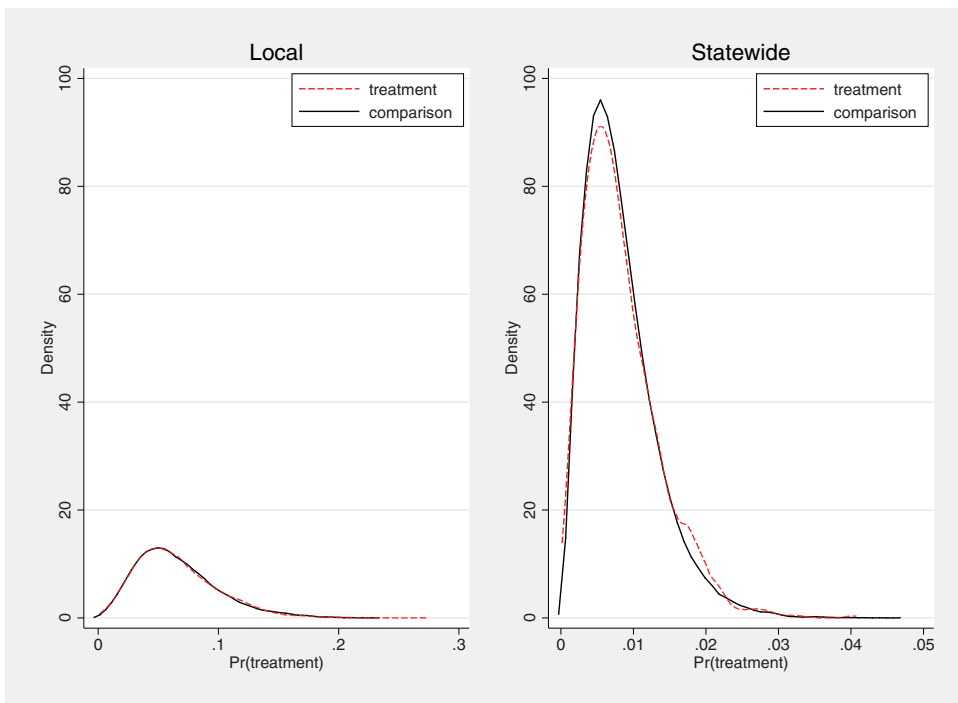 Local
treatment
comparison
Density
0
20
40
60
80
100
0
.1
.2
.3
Pr(treatment)
Statewide
treatment
comparison
Density
0
20
40
60
80
100
0
.01
.02
.03
.04
.05
Pr(treatment)